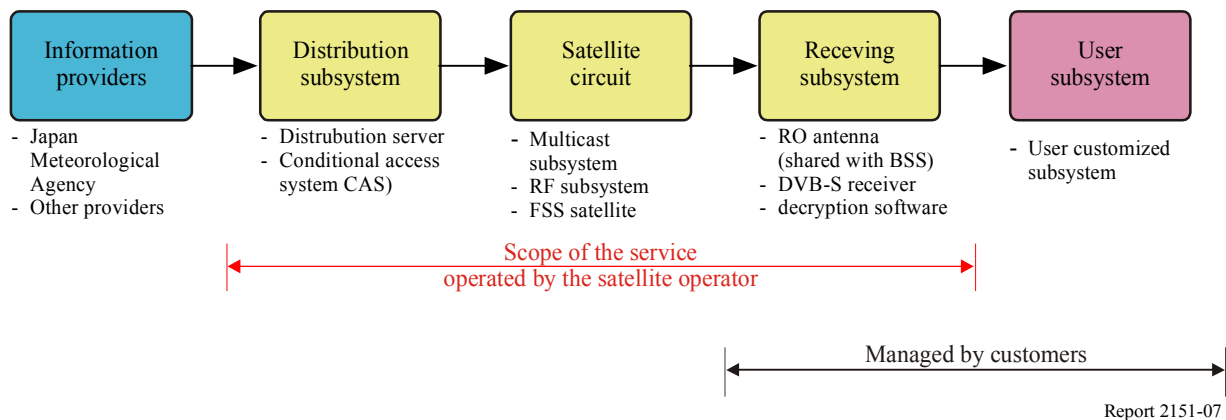 Information
providers
Distribution
subsystem
Satellite
circuit
Receving
subsystem
User
subsystem
- Japan
Meteorological
Agency
- Other providers
- Distrubution server
- Conditional access
system CAS)
- Multicast
subsystem
- RF subsystem
- FSS satellite
- RO antenna
(shared with BSS)
- DVB-S receiver
- decryption software
- User customized
subsystem
Scope of the service
operated by the satellite operator
Managed by customers
Report 2151-07